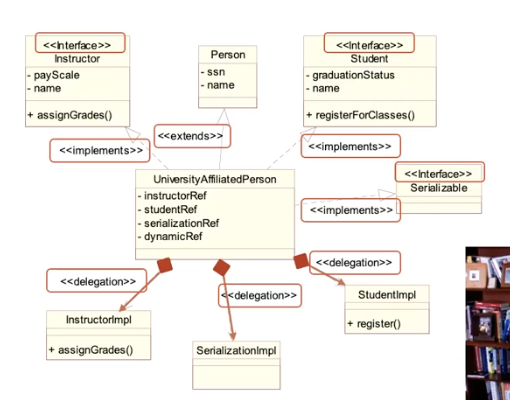 <<Interface>>
Instructor
- payScale
- name
+ assignGrades()
Person
- ssn
- name
<<Interface>>
Student
- graduationStatus
- name
+ registerForClasses()
<<implements>>
<<extends>>
<<implements>>
<<Interface>>
Serializable
<<implements>>
UniversityAffiliatedPerson
- instructorRef
- studentRef
- serializationRef
- dynamicRef
<<delegation>>
<<delegation>>
<<delegation>>
InstructorImpl
+ assignGrades()
SerializationImpl
StudentImpl
+ register()